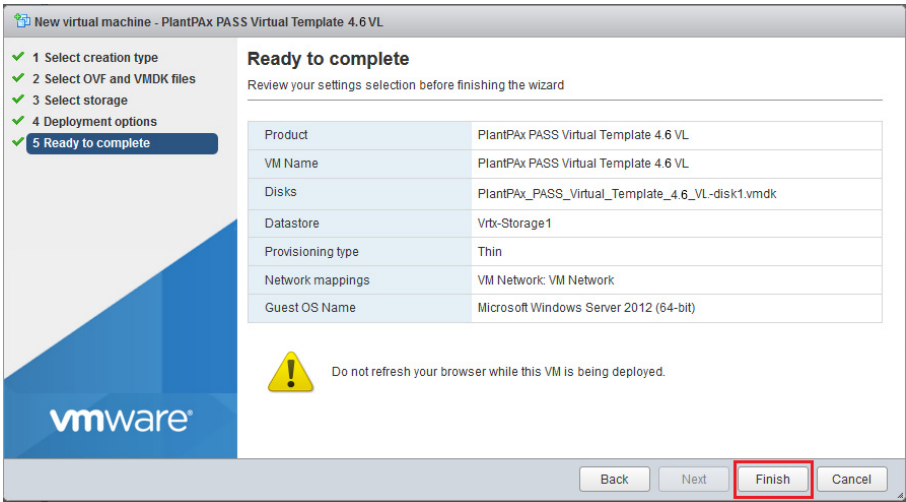 New virtual machine - PlantPAx PASS Virtual Template 4.6 VL
1 Select creation type
2 Select OVF and VMDK files
3 Select storage
4 Deployment options
5 Ready to complete
Ready to complete
Review your settings selection before finishing the wizard
Product PlantPAx PASS Virtual Template 4.6 VL
VM Name PlantPAx PASS Virtual Template 4.6 VL
Disks PlantPAx_PASS_Virtual_Template_4.6_VL-disk1.vmdk
Datastore Vrtx-Storage1
Provisioning type Thin
Network mappings VM Network: VM Network
Guest OS Name Microsoft Windows Server 2012 (64-bit)
Do not refresh your browser while this VM is being deployed.
vmware®
Back Next Finish Cancel